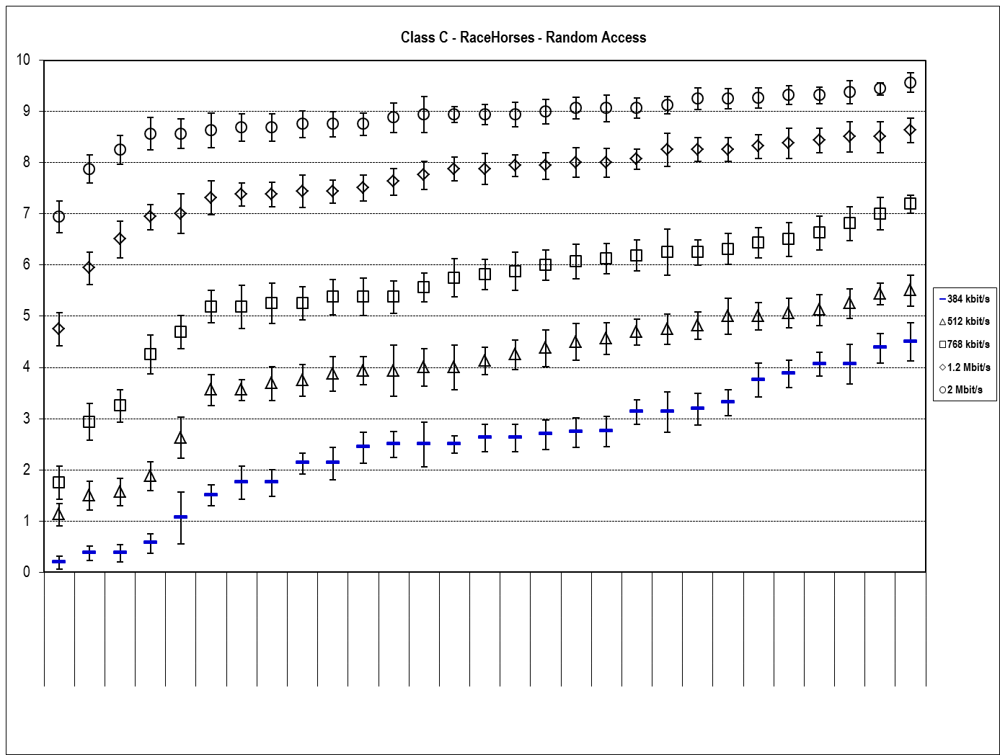 Class C - RaceHorses - Random Access
10
9
8
7
6
5
4
3
2
1
0
384 kbit/s
512 kbit/s
768 kbit/s
1.2 Mbit/s
2 Mbit/s